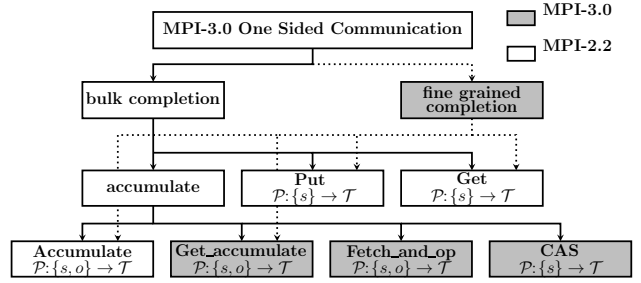 MPI-3.0 One Sided Communication
MPI-3.0
MPI-2.2
bulk completion
fine grained
completion
accumulate
Put
𝒫: {s} → 𝒯
Get
𝒫: {s} → 𝒯
Accumulate
𝒫: {s, o} → 𝒯
Get_accumulate
𝒫: {s, o} → 𝒯
Fetch_and_op
𝒫: {s, o} → 𝒯
CAS
𝒫: {s} → 𝒯